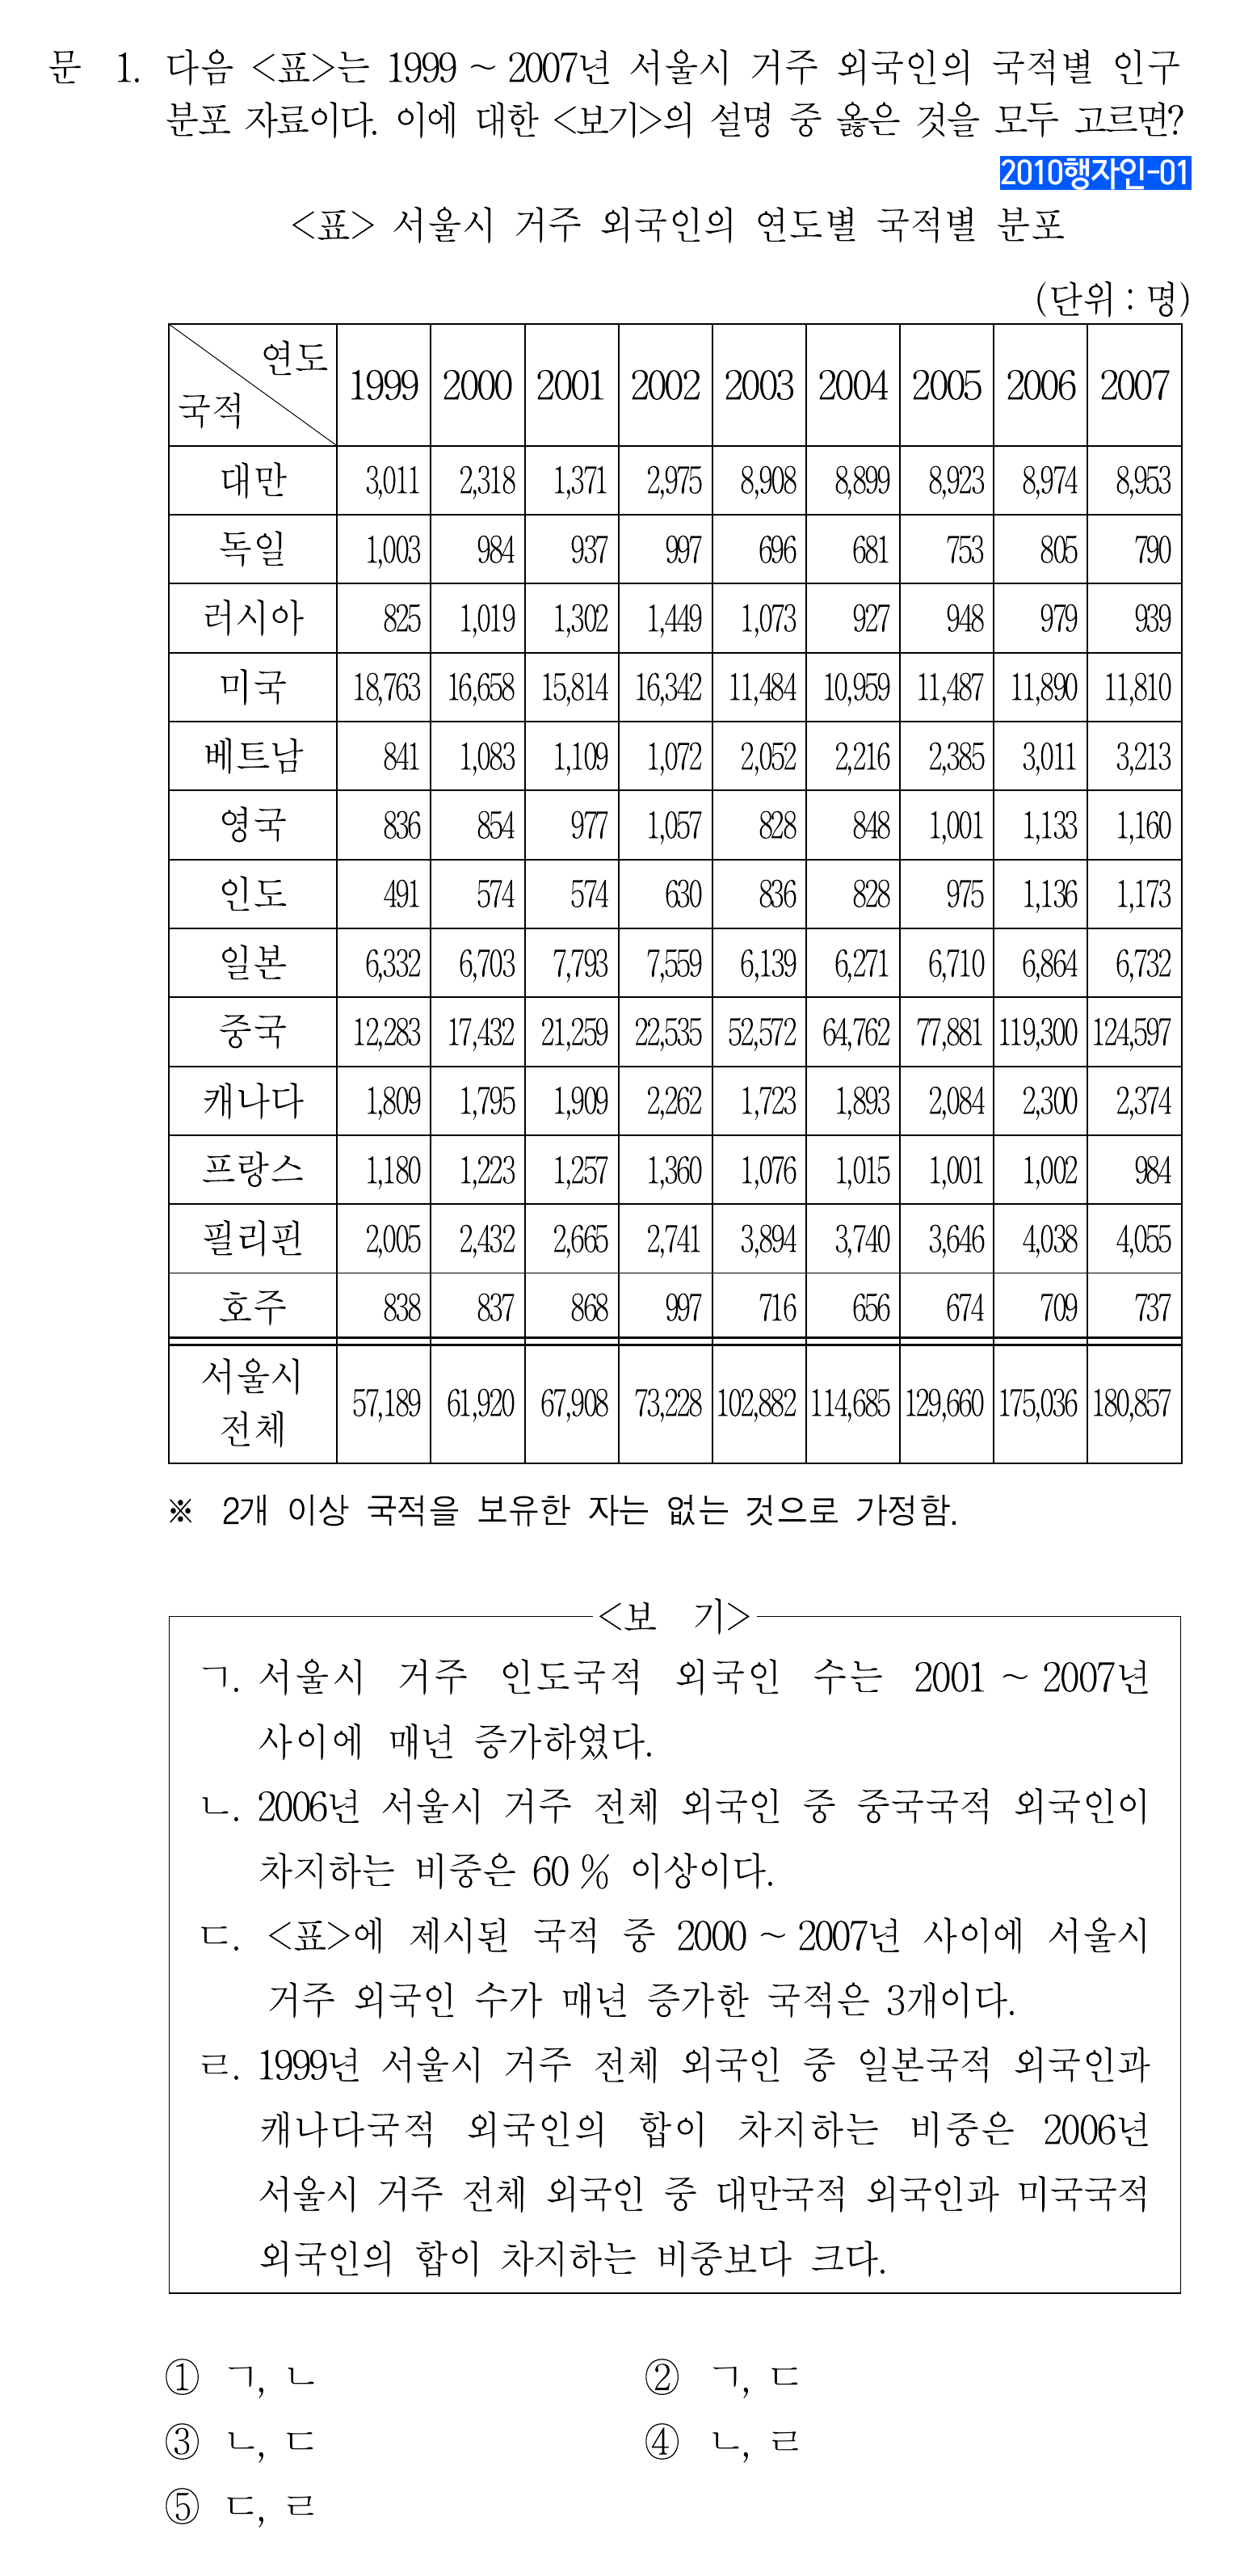 문 1. 다음 <표>는 1999 ~ 2007년 서울시 거주 외국인의 국적별 인구
분포 자료이다. 이에 대한 <보기>의 설명 중 옳은 것을 모두 고르면?
2010행자인-01
<표> 서울시 거주 외국인의 연도별 국적별 분포
(단위 : 명)
연도
국적 1999 2000 2001 2002 2003 2004 2005 2006 2007
대만 3,011 2,318 1,371 2,975 8,908 8,899 8,923 8,974 8,953
독일 1,003 984 937 997 696 681 753 805 790
러시아 825 1,019 1,302 1,449 1,073 927 948 979 939
미국 18,763 16,658 15,814 16,342 11,484 10,959 11,487 11,890 11,810
베트남 841 1,083 1,109 1,072 2,052 2,216 2,385 3,011 3,213
영국 836 854 977 1,057 828 848 1,001 1,133 1,160
인도 491 574 574 630 836 828 975 1,136 1,173
일본 6,332 6,703 7,793 7,559 6,139 6,271 6,710 6,864 6,732
중국 12,283 17,432 21,259 22,535 52,572 64,762 77,881 119,300 124,597
캐나다 1,809 1,795 1,909 2,262 1,723 1,893 2,084 2,300 2,374
프랑스 1,180 1,223 1,257 1,360 1,076 1,015 1,001 1,002 984
필리핀 2,005 2,432 2,665 2,741 3,894 3,740 3,646 4,038 4,055
호주 838 837 868 997 716 656 674 709 737
서울시
전체 57,189 61,920 67,908 73,228 102,882 114,685 129,660 175,036 180,857
※ 2개 이상 국적을 보유한 자는 없는 것으로 가정함.
<보 기>
ㄱ. 서울시 거주 인도국적 외국인 수는 2001 ~ 2007년
사이에 매년 증가하였다.
ㄴ. 2006년 서울시 거주 전체 외국인 중 중국국적 외국인이
차지하는 비중은 60 % 이상이다.
ㄷ. <표>에 제시된 국적 중 2000 ~ 2007년 사이에 서울시
거주 외국인 수가 매년 증가한 국적은 3개이다.
ㄹ. 1999년 서울시 거주 전체 외국인 중 일본국적 외국인과
캐나다국적 외국인의 합이 차지하는 비중은 2006년
서울시 거주 전체 외국인 중 대만국적 외국인과 미국국적
외국인의 합이 차지하는 비중보다 크다.
① ㄱ, ㄴ ② ㄱ, ㄷ
③ ㄴ, ㄷ ④ ㄴ, ㄹ
⑤ ㄷ, ㄹ